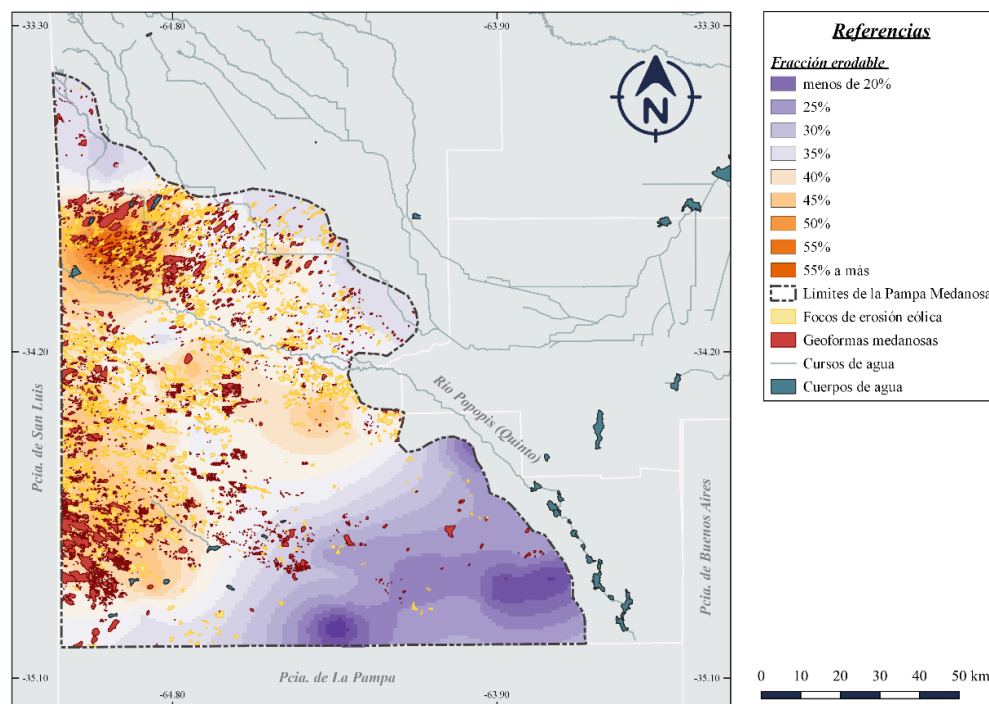 -64.80
-63.90
-33.30
-33.30
N
-34.20
-34.20
Pcia. de San Luis
Río Popopis (Quinto)
Pcia. de Buenos Aires
Pcia. de La Pampa
-35.10
-35.10
-64.80
-63.90
Referencias
Fracción erodable
menos de 20%
25%
30%
35%
40%
45%
50%
55%
55% a más
Límites de la Pampa Medanosa
Focos de erosión eólica
Geoformas medanosas
Cursos de agua
Cuerpos de agua
0 10 20 30 40 50 km